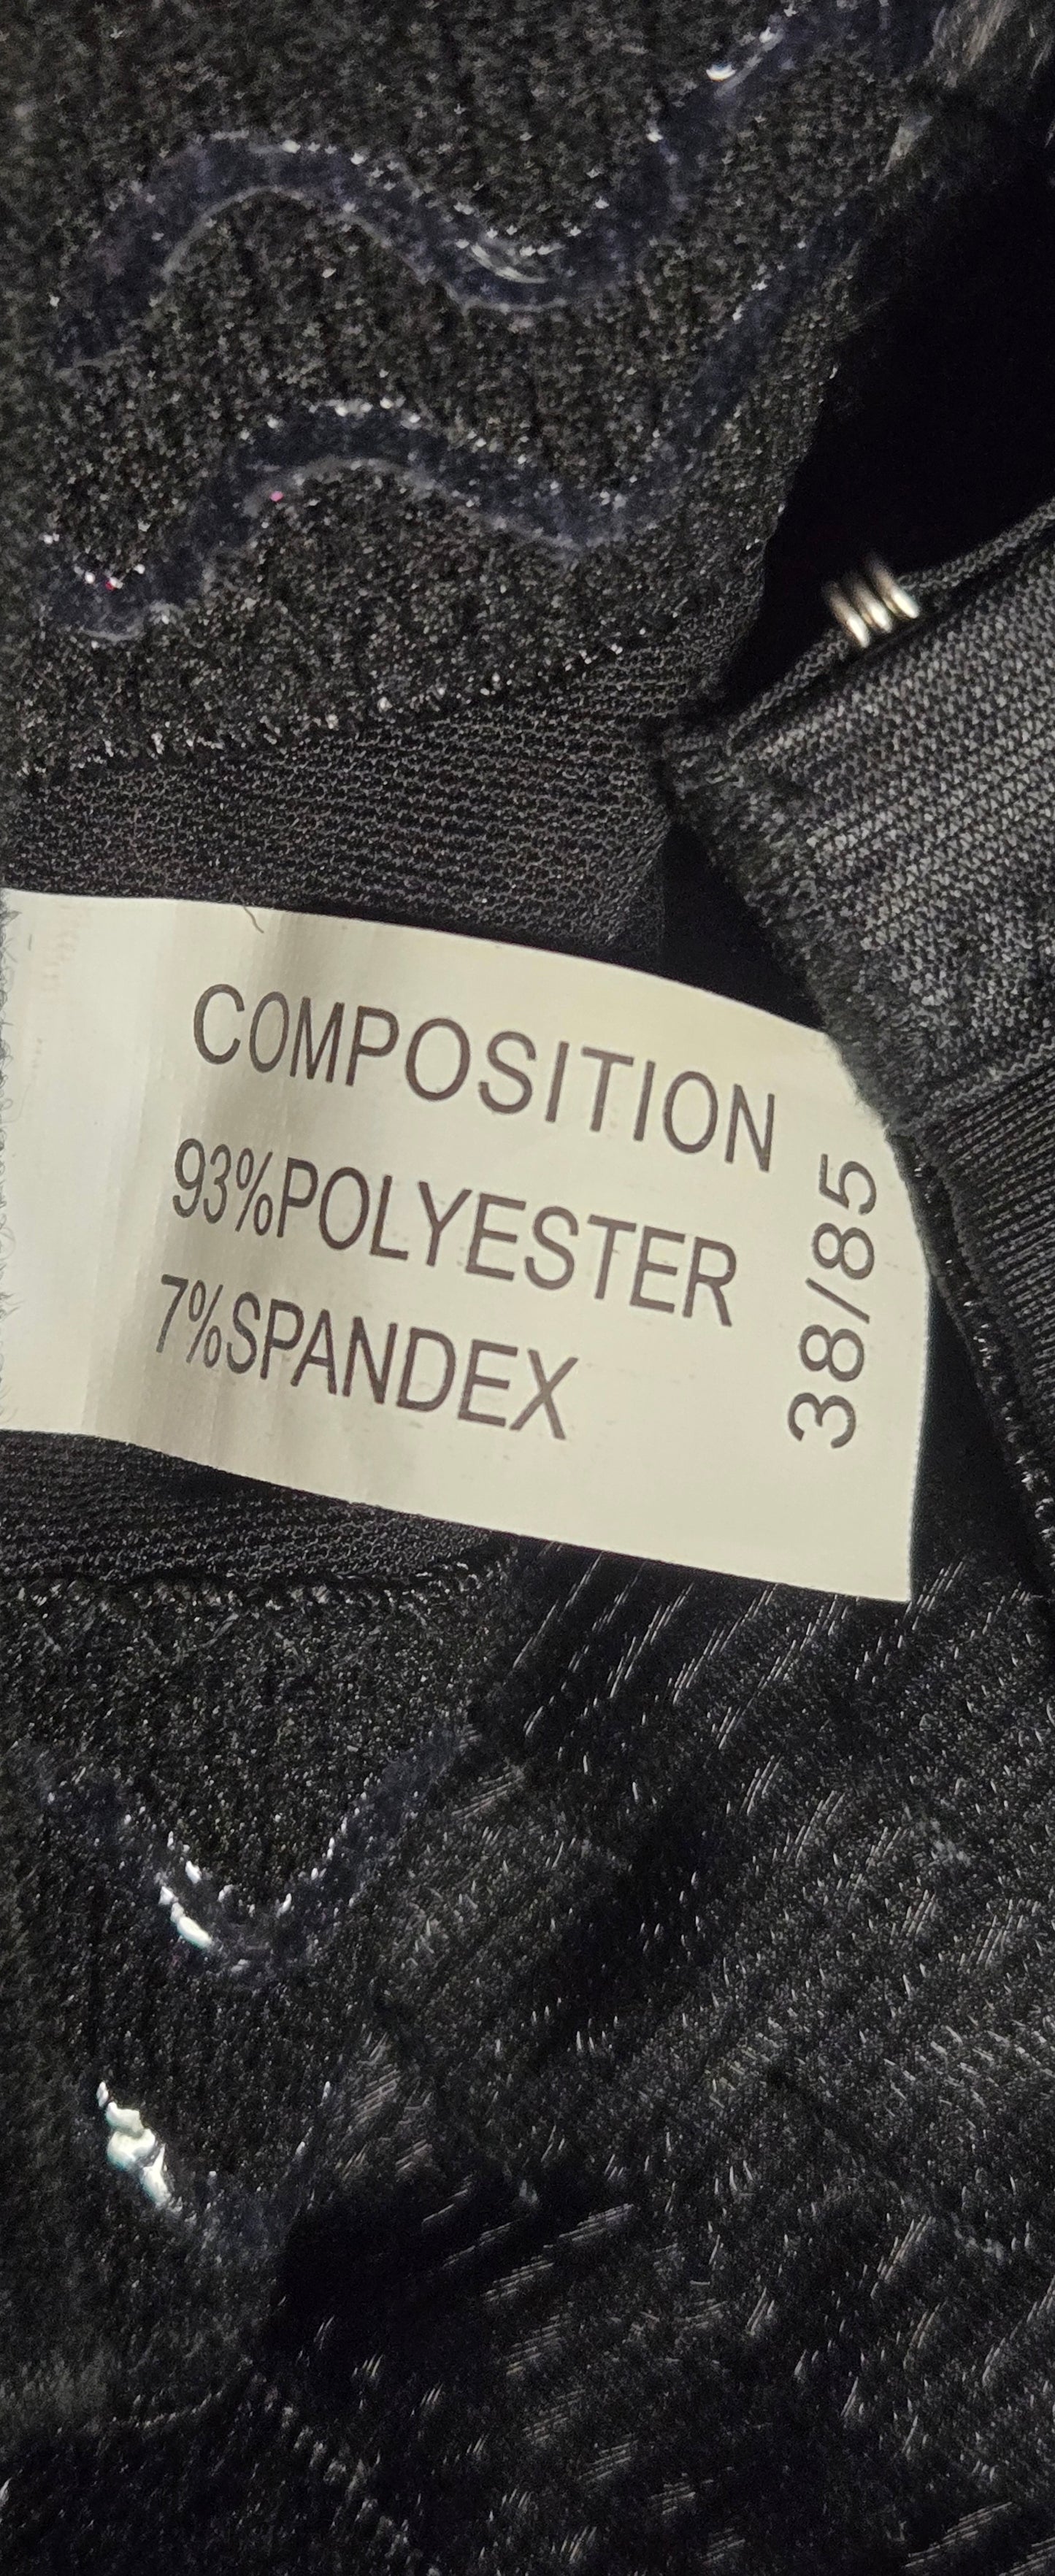 COMPOSITION
93%POLYESTER
7%SPANDEX
38/85